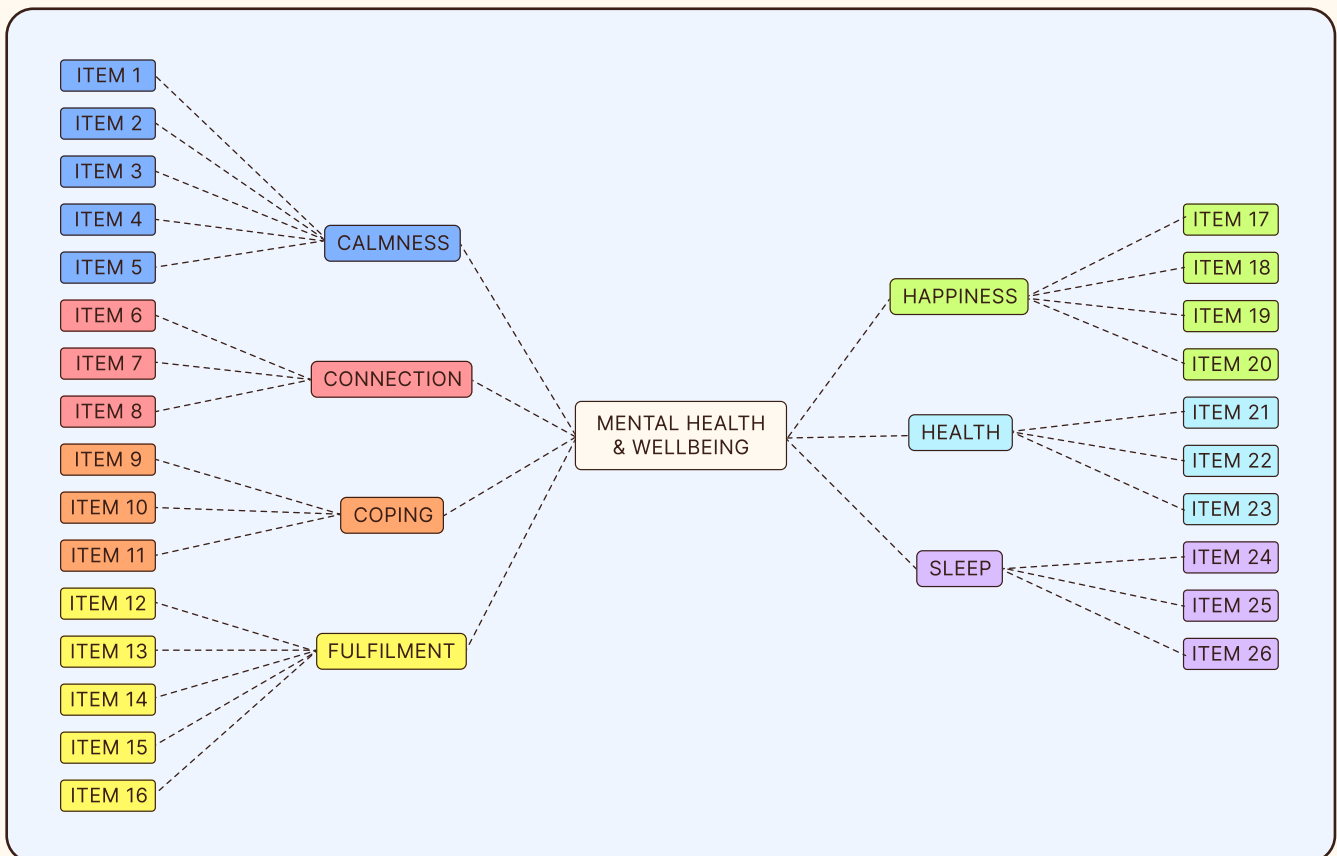 ITEM 1
ITEM 2
ITEM 3
ITEM 4
ITEM 5
ITEM 6
ITEM 7
ITEM 8
ITEM 9
ITEM 10
ITEM 11
ITEM 12
ITEM 13
ITEM 14
ITEM 15
ITEM 16
CALMNESS
CONNECTION
COPING
FULFILMENT
MENTAL HEALTH
& WELLBEING
HAPPINESS
HEALTH
SLEEP
ITEM 17
ITEM 18
ITEM 19
ITEM 20
ITEM 21
ITEM 22
ITEM 23
ITEM 24
ITEM 25
ITEM 26